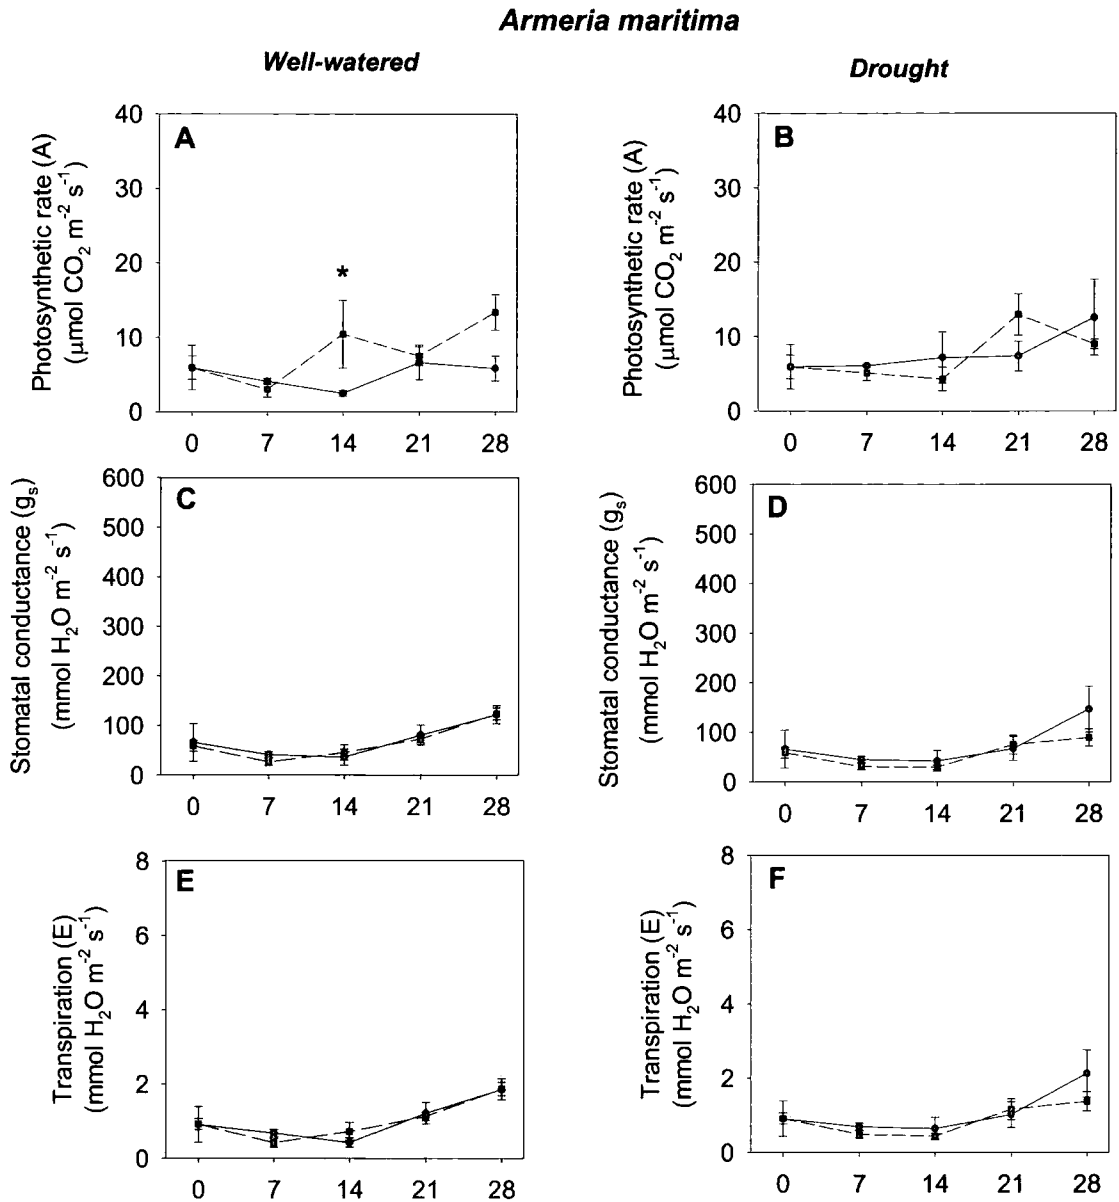 Armeria maritima
Well-watered
Drought
A
Photosynthetic rate (A)
(μmol CO2 m-2 s-1)
40
30
20
10
0
*
0 7 14 21 28
B
Photosynthetic rate (A)
(μmol CO2 m-2 s-1)
40
30
20
10
0
0 7 14 21 28
C
Stomatal conductance (gs)
(mmol H2O m-2 s-1)
600
500
400
300
200
100
0
0 7 14 21 28
D
Stomatal conductance (gs)
(mmol H2O m-2 s-1)
600
500
400
300
200
100
0
0 7 14 21 28
E
Transpiration (E)
(mmol H2O m-2 s-1)
8
6
4
2
0
0 7 14 21 28
F
Transpiration (E)
(mmol H2O m-2 s-1)
8
6
4
2
0
0 7 14 21 28